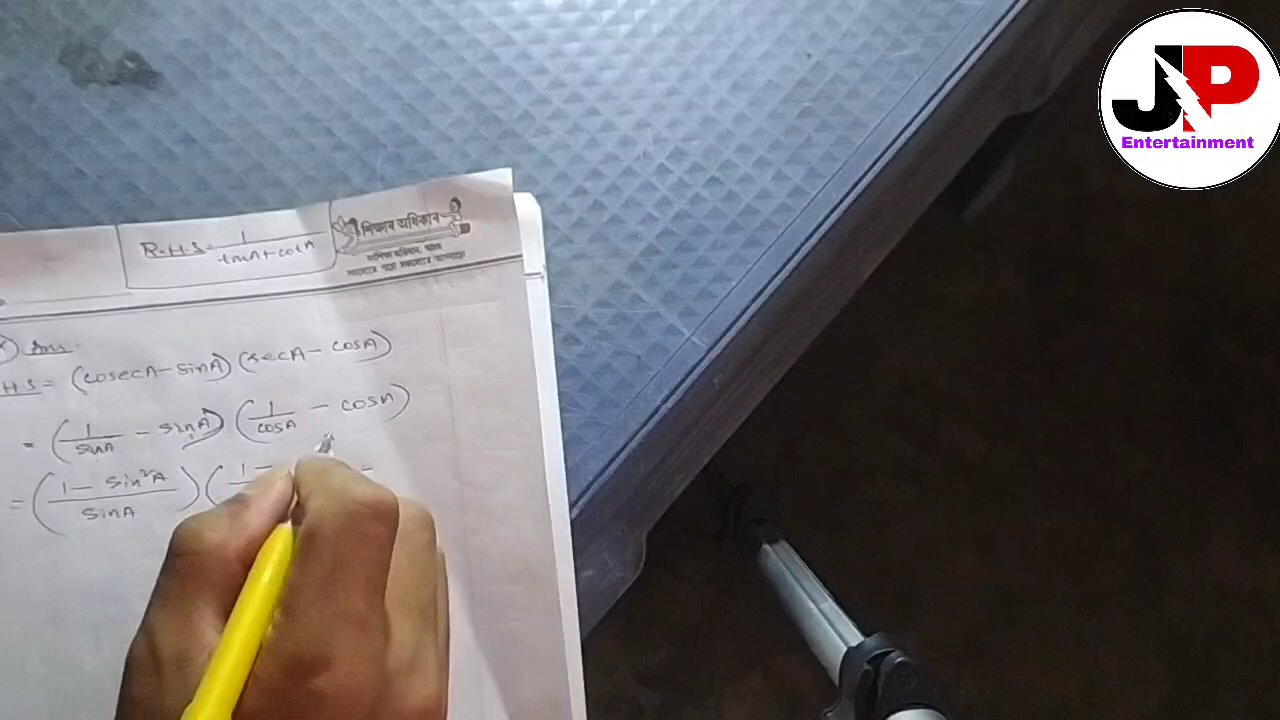 JP
Entertainment
R.H.S = 1/(tanA + cotA)
শিক্ষাৰ অধিকাৰ
Ans.
H.S = (cosecA - sinA) (secA - cosA)
= (1/sinA - sinA) (1/cosA - cosA)
= ((1 - sin²A)/sinA) (1 -